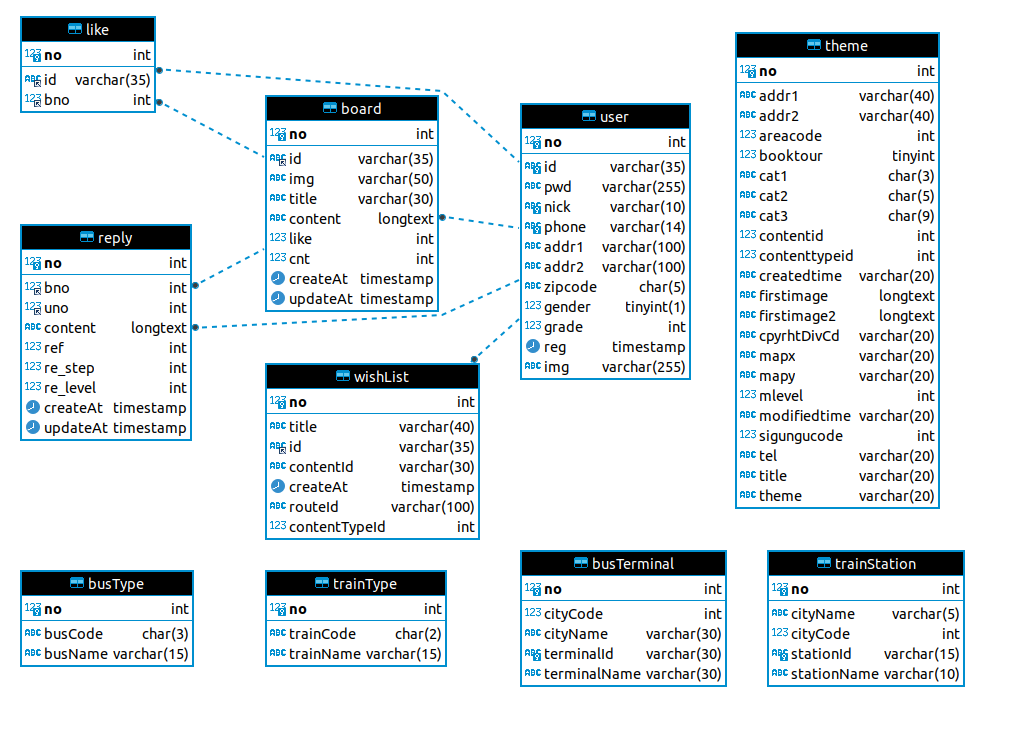 like
no int
id varchar(35)
bno int
board
no int
id varchar(35)
img varchar(50)
title varchar(30)
content longtext
like int
cnt int
createAt timestamp
updateAt timestamp
user
no int
id varchar(35)
pwd varchar(255)
nick varchar(10)
phone varchar(14)
addr1 varchar(100)
addr2 varchar(100)
zipcode char(5)
gender tinyint(1)
grade int
reg timestamp
img varchar(255)
theme
no int
addr1 varchar(40)
addr2 varchar(40)
areacode int
booktour tinyint
cat1 char(3)
cat2 char(5)
cat3 char(9)
contentid int
contenttypeid int
createdtime varchar(20)
firstimage longtext
firstimage2 longtext
cpyrhtDivCd varchar(20)
mapx varchar(20)
mapy varchar(20)
mlevel int
modifiedtime varchar(20)
sigungucode int
tel varchar(20)
title varchar(20)
theme varchar(20)
reply
no int
bno int
uno int
content longtext
ref int
re_step int
re_level int
createAt timestamp
updateAt timestamp
wishList
no int
title varchar(40)
id varchar(35)
contentId varchar(30)
createAt timestamp
routeId varchar(100)
contentTypeId int
busType
no int
busCode char(3)
busName varchar(15)
trainType
no int
trainCode char(2)
trainName varchar(15)
busTerminal
no int
cityCode int
cityName varchar(30)
terminalId varchar(30)
terminalName varchar(30)
trainStation
no int
cityName varchar(5)
cityCode int
stationId varchar(15)
stationName varchar(10)